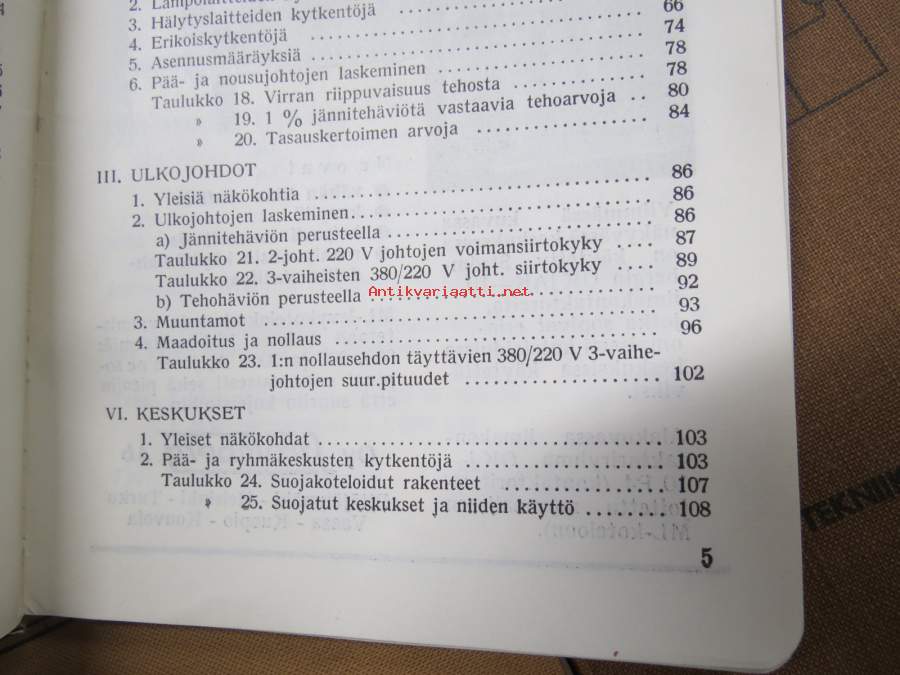 2. Lämpölaitteiden
3. Hälytyslaitteiden kytkentöjä 66
4. Erikoiskytkentöjä 74
5. Asennusmääräyksiä 78
6. Pää- ja nousujohtojen laskeminen 78
Taulukko 18. Virran riippuvaisuus tehosta 80
» 19. 1 % jännitehäviötä vastaavia tehoarvoja 84
» 20. Tasauskertoimen arvoja
III. ULKOJOHDOT 86
1. Yleisiä näkökohtia 86
2. Ulkojohtojen laskeminen 86
a) Jännitehäviön perusteella 87
Taulukko 21. 2-joht. 220 V johtojen voimansiirtokyky 89
Taulukko 22. 3-vaiheisten 380/220 V joht. siirtokyky 92
b) Tehohäviön perusteella 93
3. Muuntamot 96
4. Maadoitus ja nollaus
Taulukko 23. 1:n nollausehdon täyttävien 380/220 V 3-vaihe-
johtojen suur.pituudet 102
VI. KESKUKSET
1. Yleiset näkökohdat 103
2. Pää- ja ryhmäkeskusten kytkentöjä 103
Taulukko 24. Suojakoteloidut rakenteet 107
» 25. Suojatut keskukset ja niiden käyttö 108
5
Antikvariaatti.net